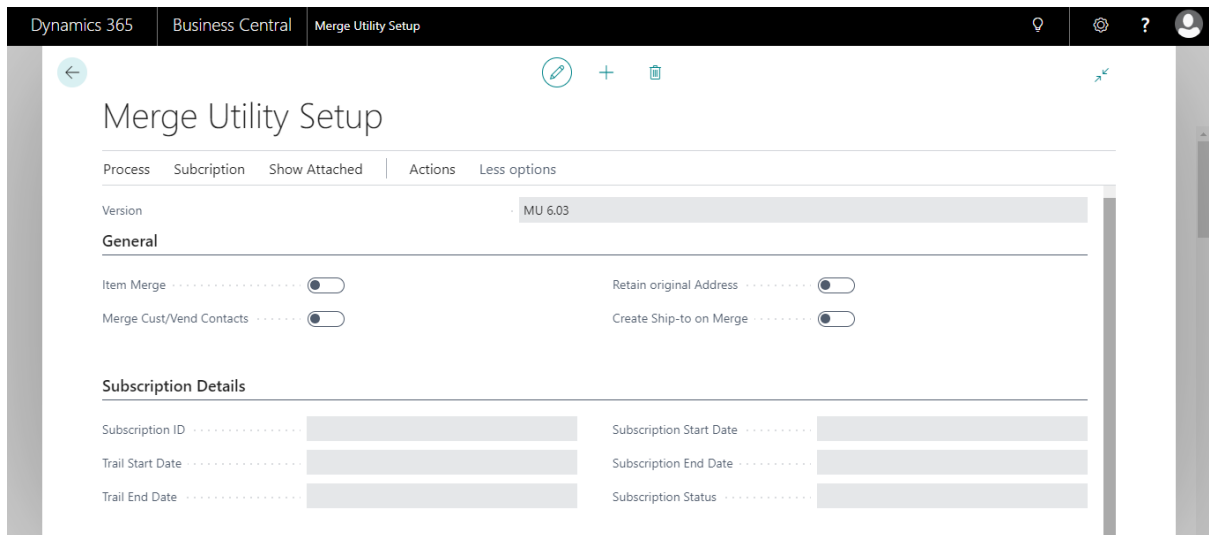 Dynamics 365 Business Central Merge Utility Setup ?
Merge Utility Setup
Process Subcription Show Attached Actions Less options
Version MU 6.03
General
Item Merge Retain original Address
Merge Cust/Vend Contacts Create Ship-to on Merge
Subscription Details
Subscription ID Subscription Start Date
Trail Start Date Subscription End Date
Trail End Date Subscription Status